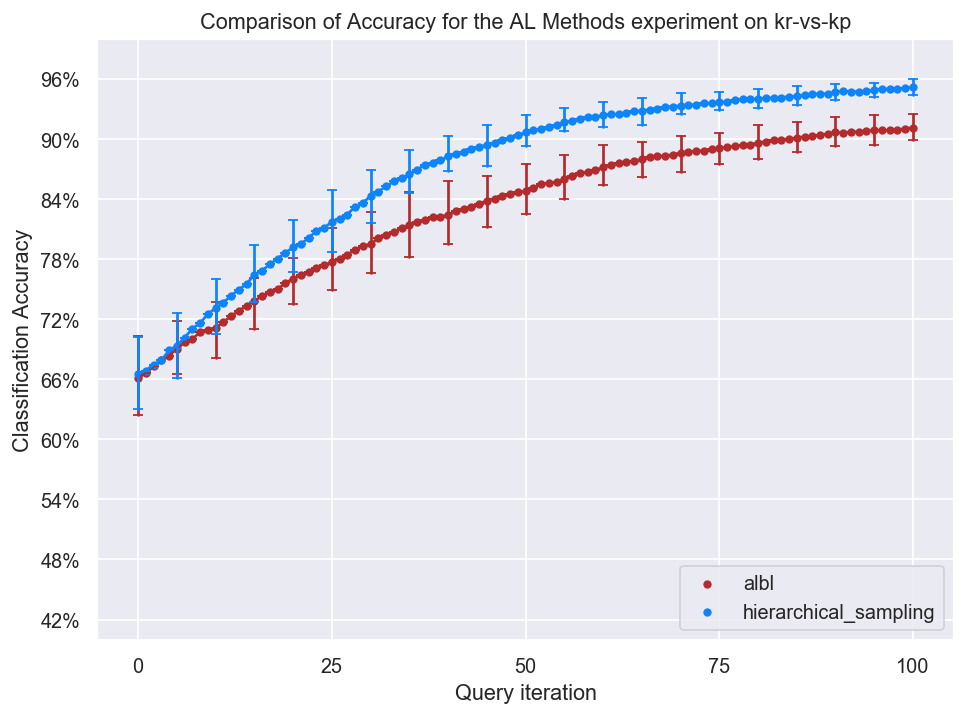 Comparison of Accuracy for the AL Methods experiment on kr-vs-kp
96%
90%
84%
78%
72%
66%
60%
54%
48%
42%
Classification Accuracy
albl
hierarchical_sampling
0 25 50 75 100
Query iteration